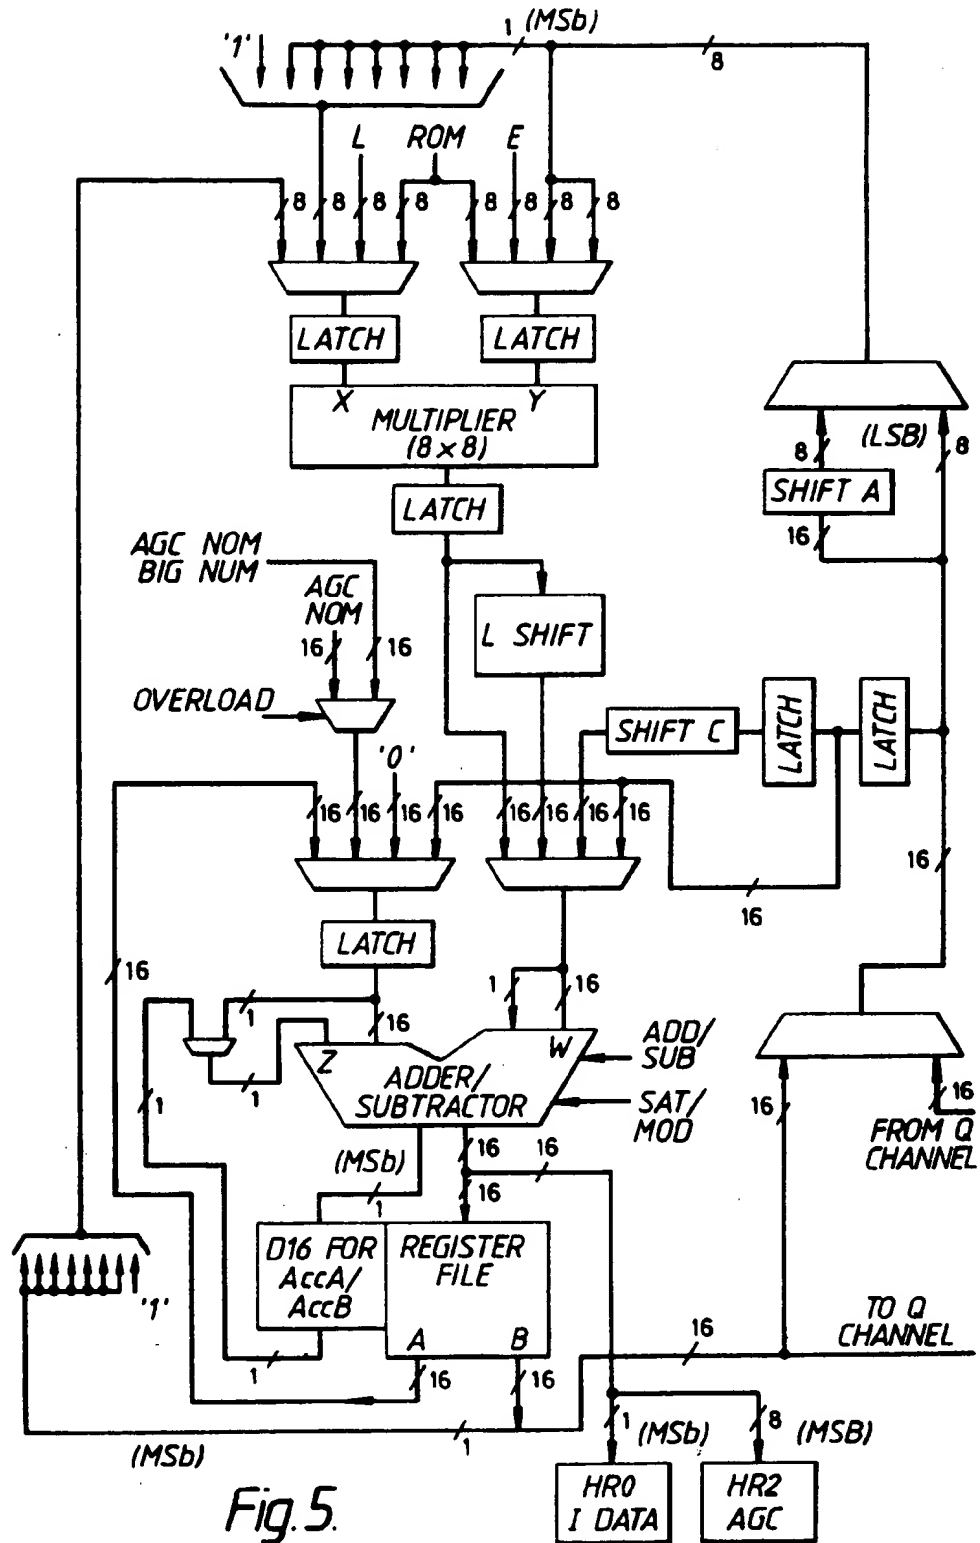 1 (MSb)
'1'
8
L ROM E
8 8 8 8 8 8 8 8
LATCH LATCH
X Y
MULTIPLIER
(8 x 8)
8 (LSB) 8
SHIFT A
16
LATCH
AGC NOM
BIG NUM
AGC
NOM
16 16
L SHIFT
OVERLOAD
SHIFT C LATCH LATCH
'0'
16 16 16 16 16 16 16 16
16
16
LATCH
16
1 16 1 16
Z W
ADDER/
SUBTRACTOR
ADD/
SUB
SAT/
MOD
1 1
16 16
FROM Q
CHANNEL
(MSb) 16 16
1 16
D16 FOR
AccA/
AccB
REGISTER
FILE
A B
'1'
TO Q
CHANNEL
16
1 16 16
(MSb) 1
1 (MSb) 8 (MSB)
HR0
I DATA
HR2
AGC
Fig. 5.